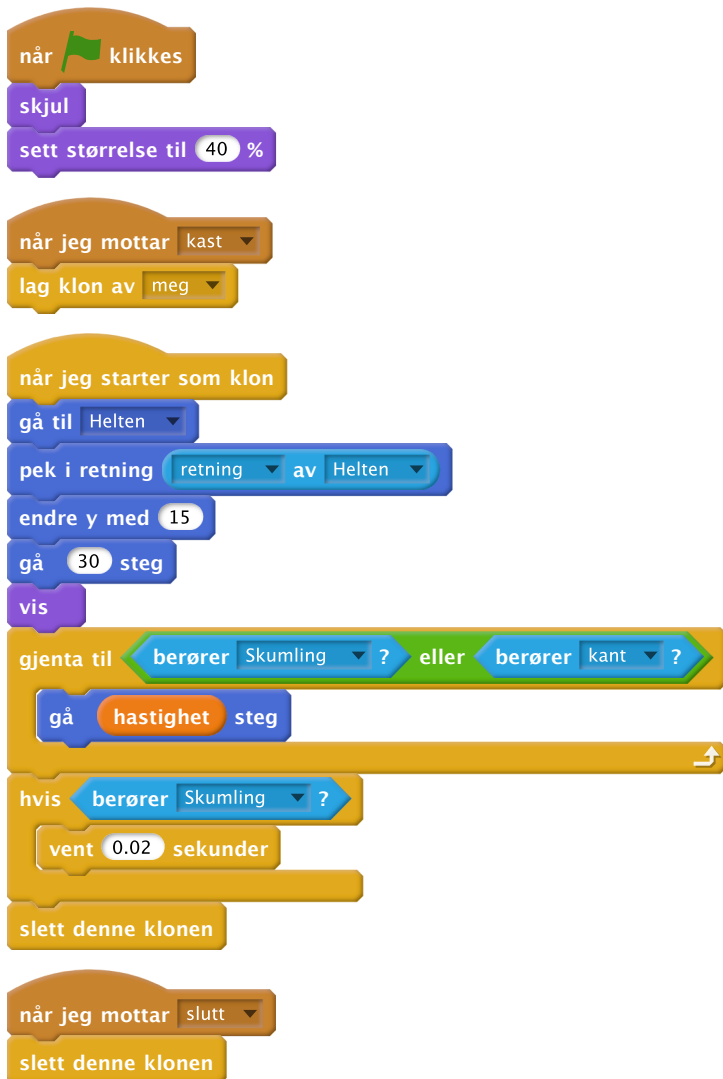 når klikkes
skjul
sett størrelse til 40 %
når jeg mottar kast
lag klon av meg
når jeg starter som klon
gå til Helten
pek i retning retning av Helten
endre y med 15
gå 30 steg
vis
gjenta til berører Skumling ? eller berører kant ?
gå hastighet steg
hvis berører Skumling ?
vent 0.02 sekunder
slett denne klonen
når jeg mottar slutt
slett denne klonen